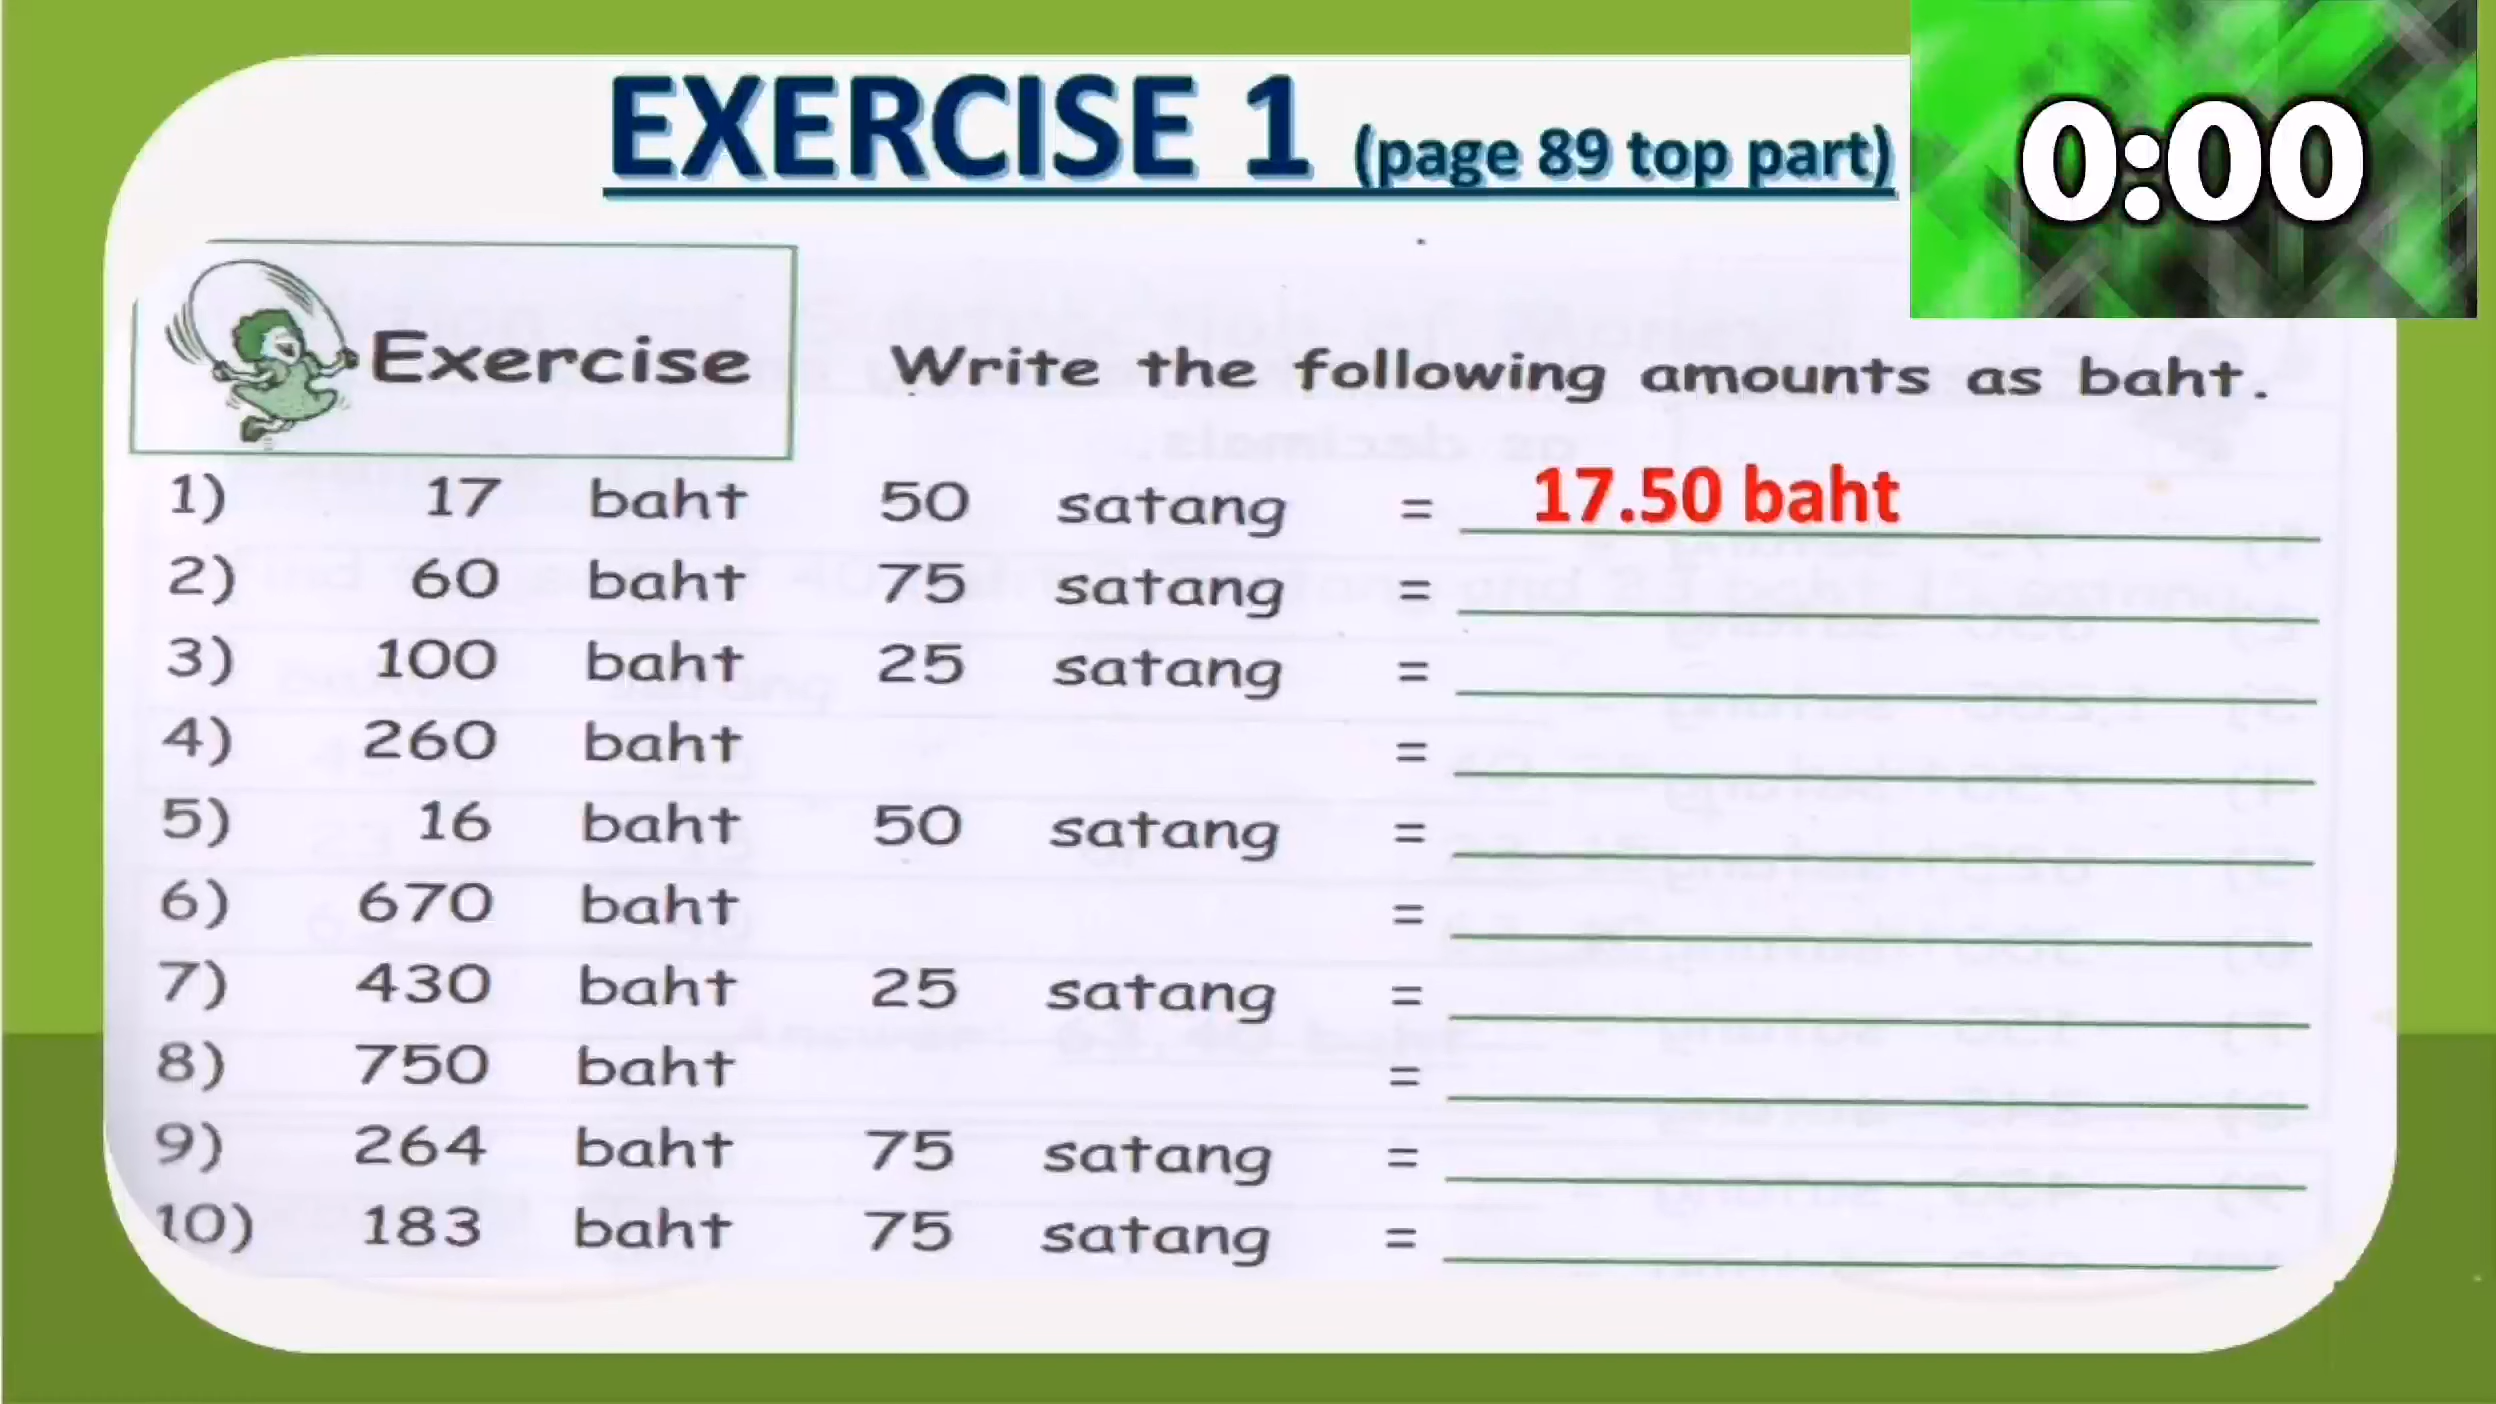 EXERCISE 1 (page 89 top part)
0:00
Exercise Write the following amounts as baht.
1) 17 baht 50 satang = 17.50 baht
2) 60 baht 75 satang =
3) 100 baht 25 satang =
4) 260 baht =
5) 16 baht 50 satang =
6) 670 baht =
7) 430 baht 25 satang =
8) 750 baht =
9) 264 baht 75 satang =
10) 183 baht 75 satang =